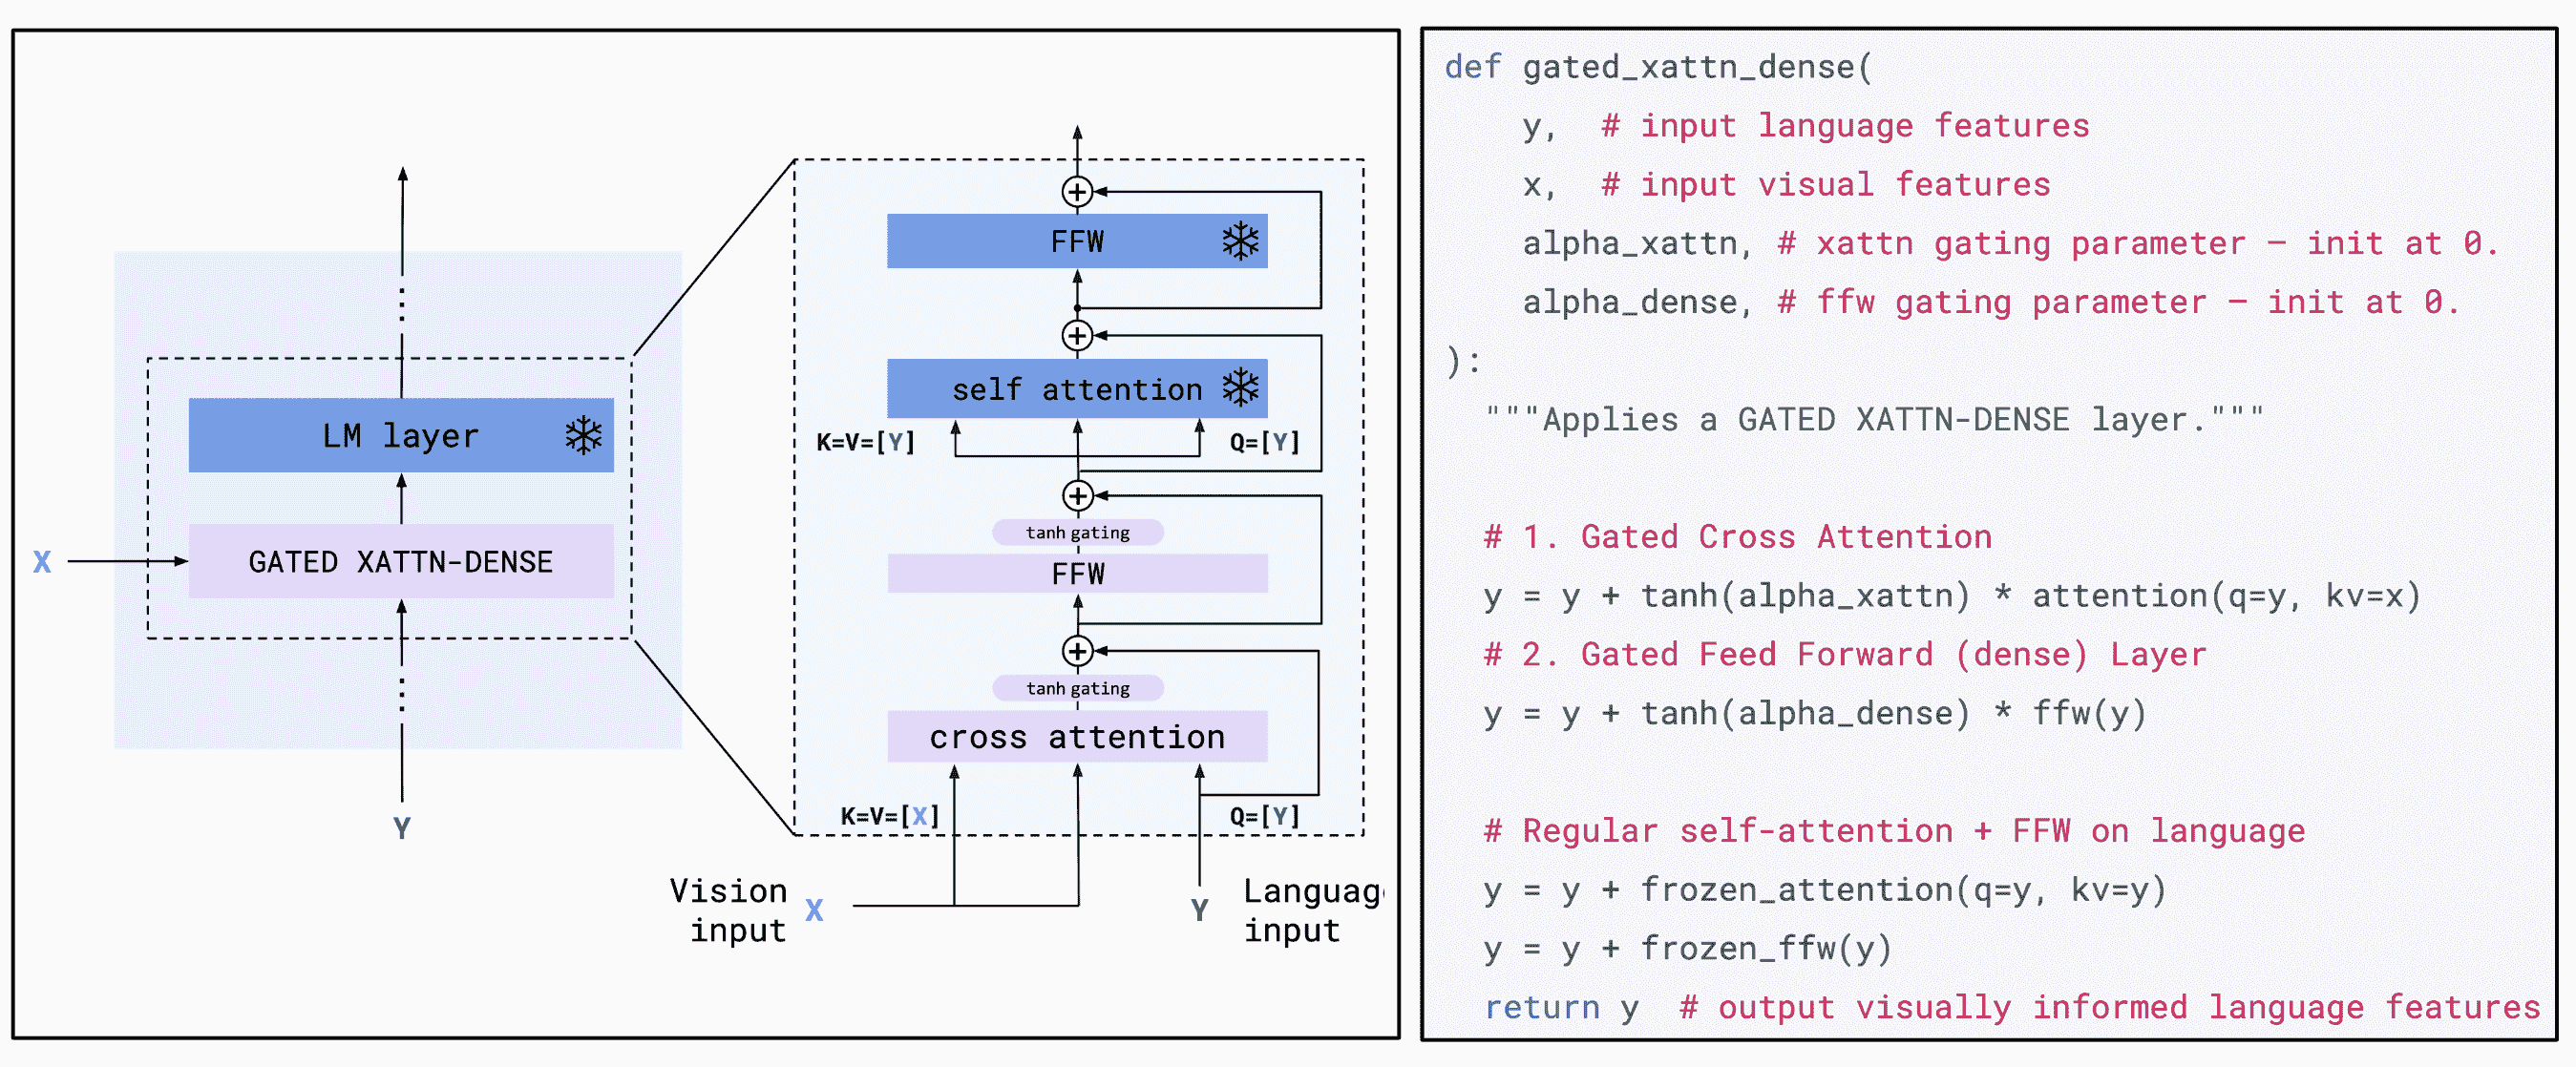 LM layer
GATED XATTN-DENSE
X
Y
FFW
self attention
K=V=[Y]
Q=[Y]
tanh gating
FFW
tanh gating
cross attention
K=V=[X]
Q=[Y]
Vision
input
X
Y
Languag
input
def gated_xattn_dense(
    y,  # input language features
    x,  # input visual features
    alpha_xattn, # xattn gating parameter – init at 0.
    alpha_dense, # ffw gating parameter – init at 0.
):
  """Applies a GATED XATTN-DENSE layer."""
  # 1. Gated Cross Attention
  y = y + tanh(alpha_xattn) * attention(q=y, kv=x)
  # 2. Gated Feed Forward (dense) Layer
  y = y + tanh(alpha_dense) * ffw(y)
  # Regular self-attention + FFW on language
  y = y + frozen_attention(q=y, kv=y)
  y = y + frozen_ffw(y)
  return y  # output visually informed language features